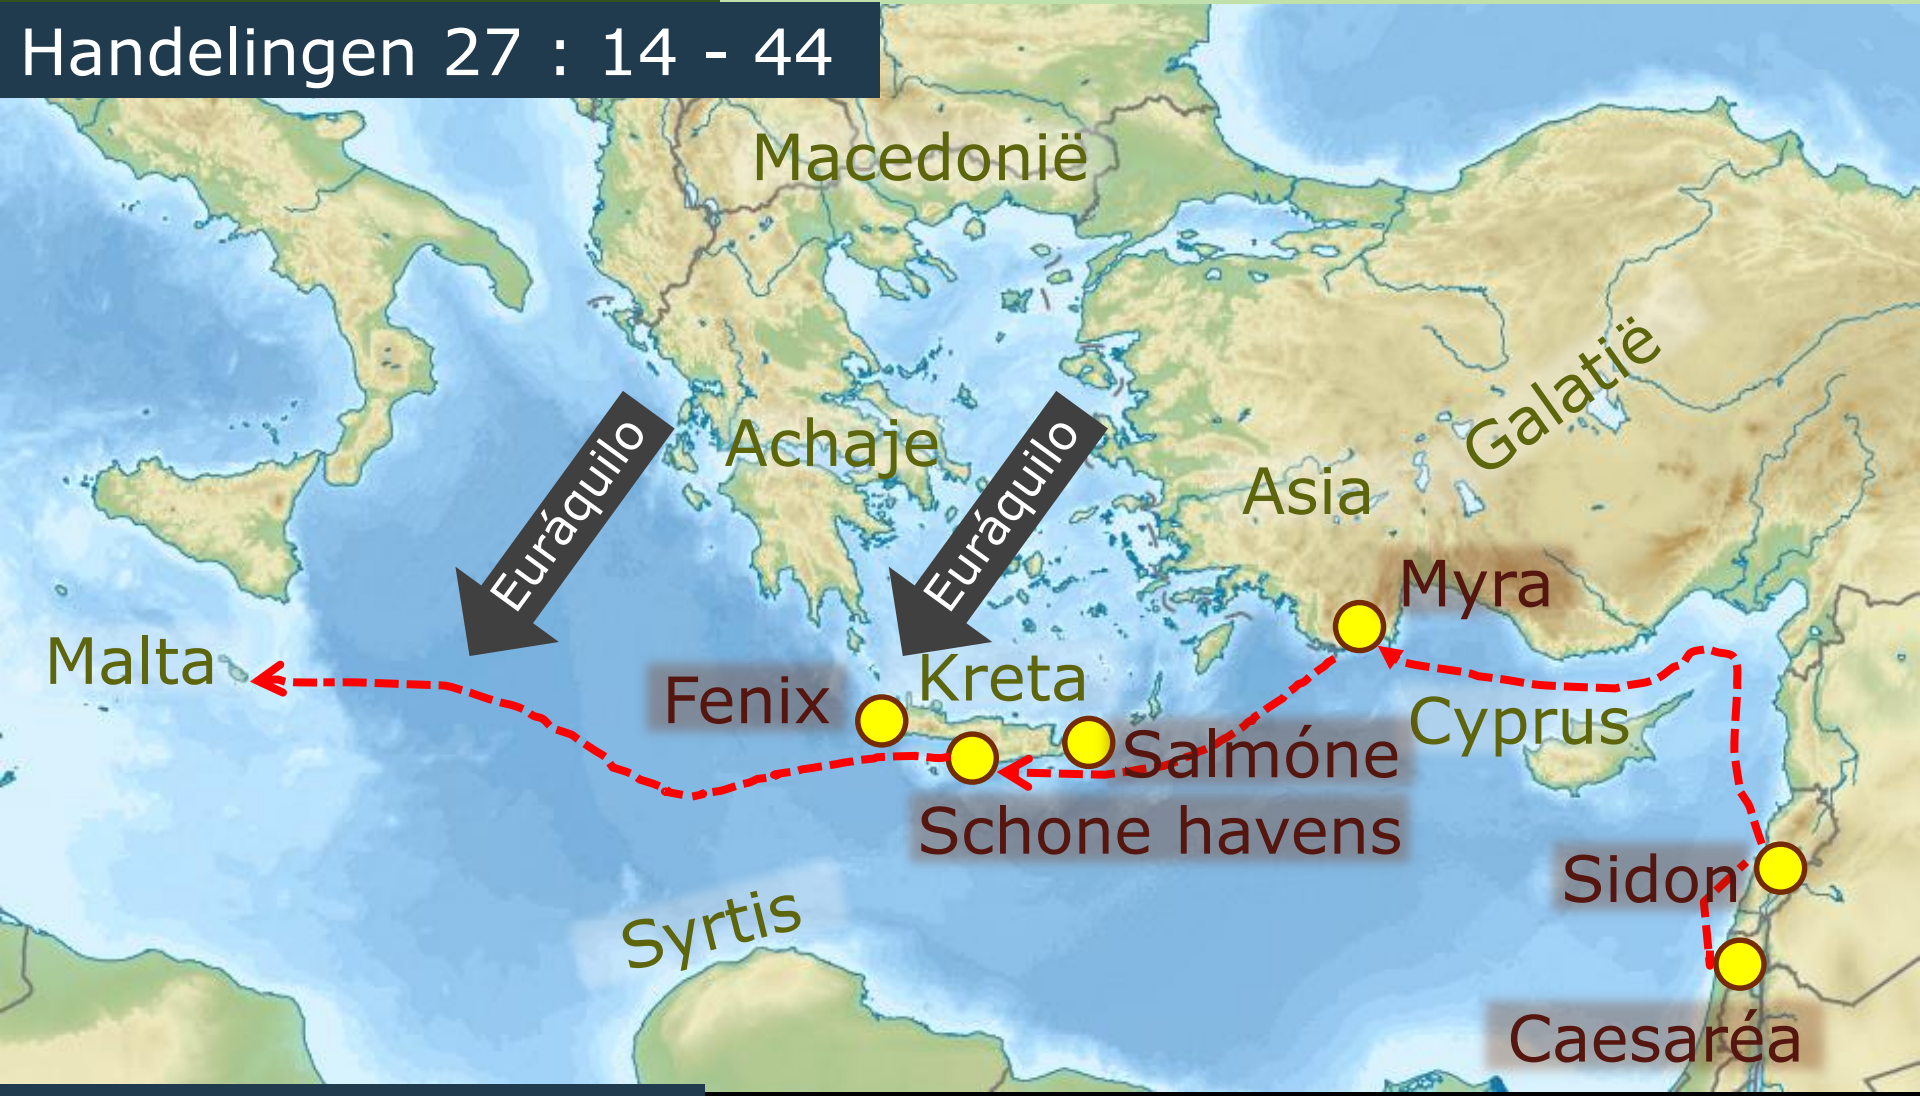 Handelingen 27 : 14 - 44
Macedonië
Galatië
Achaje
Asia
Euráquilo
Euráquilo
Myra
Malta
Kreta
Fenix
Cyprus
Salmóne
Schone havens
Sidon
Syrtis
Caesaréa